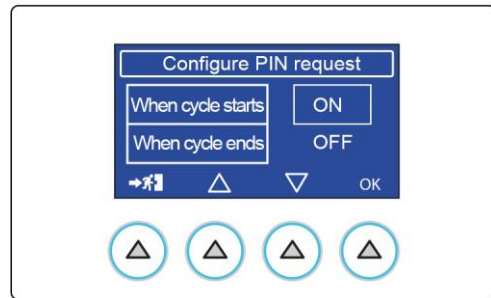 Configure PIN request
When cycle starts ON
When cycle ends OFF
OK